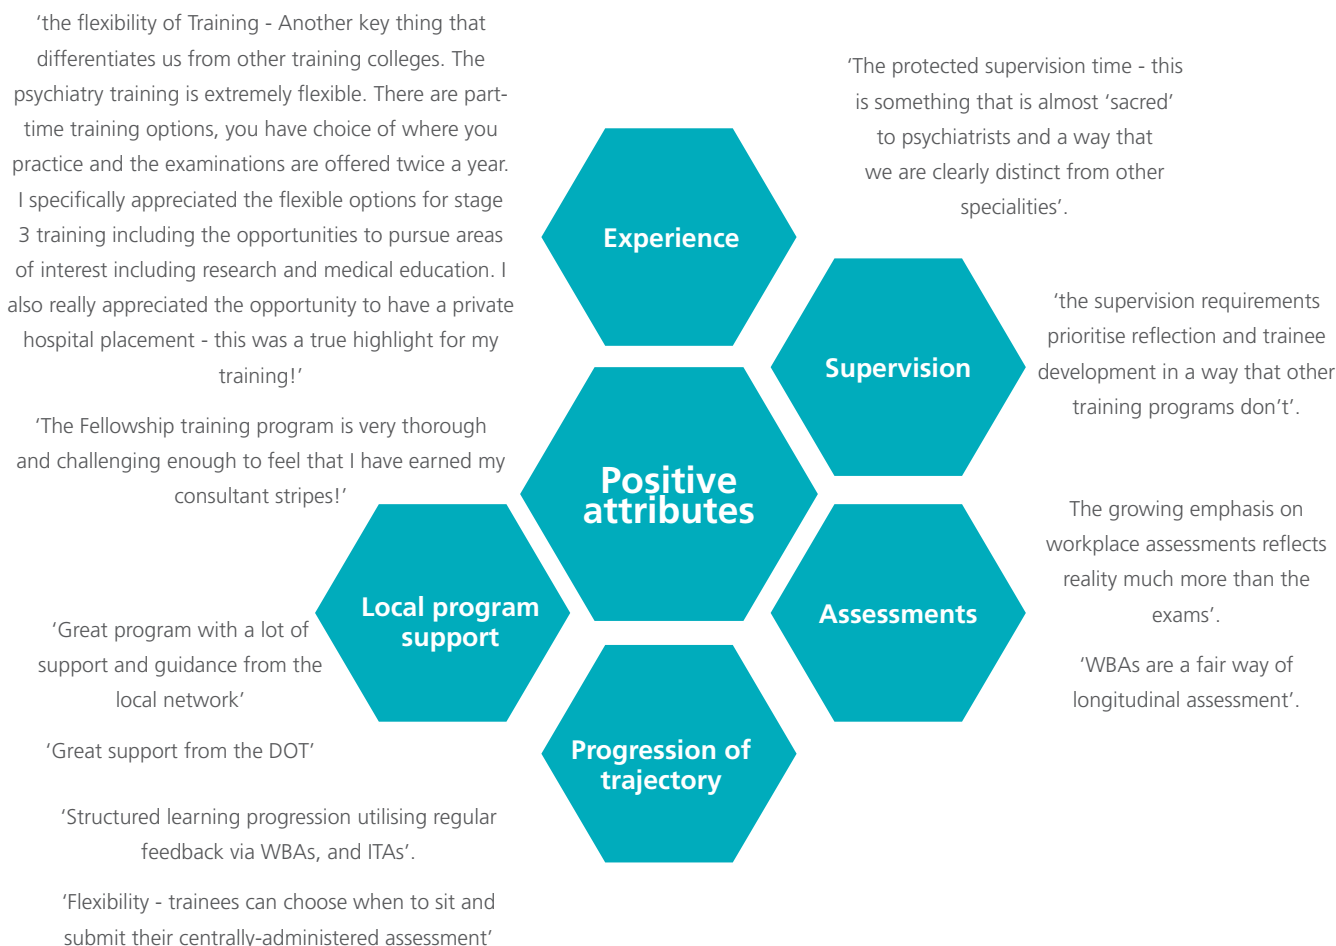 ‘the flexibility of Training - Another key thing that
differentiates us from other training colleges. The
psychiatry training is extremely flexible. There are part-
time training options, you have choice of where you
practice and the examinations are offered twice a year.
I specifically appreciated the flexible options for stage
3 training including the opportunities to pursue areas
of interest including research and medical education. I
also really appreciated the opportunity to have a private
hospital placement - this was a true highlight for my
training!’
‘The Fellowship training program is very thorough
and challenging enough to feel that I have earned my
consultant stripes!’
Experience
‘The protected supervision time - this
is something that is almost ‘sacred’
to psychiatrists and a way that
we are clearly distinct from other
specialities’.
Supervision
‘the supervision requirements
prioritise reflection and trainee
development in a way that other
training programs don’t’.
Positive
attributes
Assessments
The growing emphasis on
workplace assessments reflects
reality much more than the
exams’.
‘WBAs are a fair way of
longitudinal assessment’.
Local program
support
‘Great program with a lot of
support and guidance from the
local network’
‘Great support from the DOT’
Progression of
trajectory
‘Structured learning progression utilising regular
feedback via WBAs, and ITAs’.
‘Flexibility - trainees can choose when to sit and
submit their centrally-administered assessment’